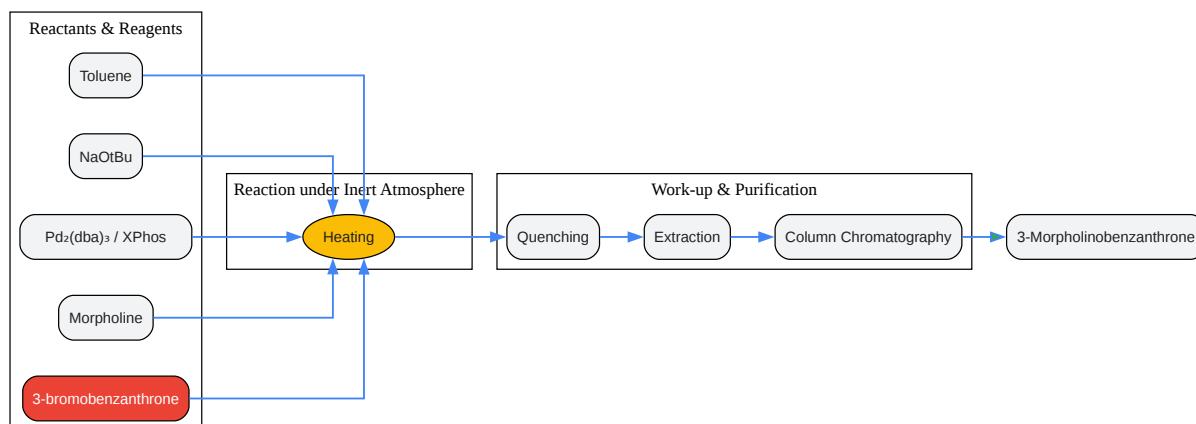 Reactants & Reagents
Toluene
NaOtBu
Pd₂(dba)₃ / XPhos
Morpholine
3-bromobenzanthrone
Reaction under Inert Atmosphere
Heating
Work-up & Purification
Quenching
Extraction
Column Chromatography
3-Morpholinobenzanthrone